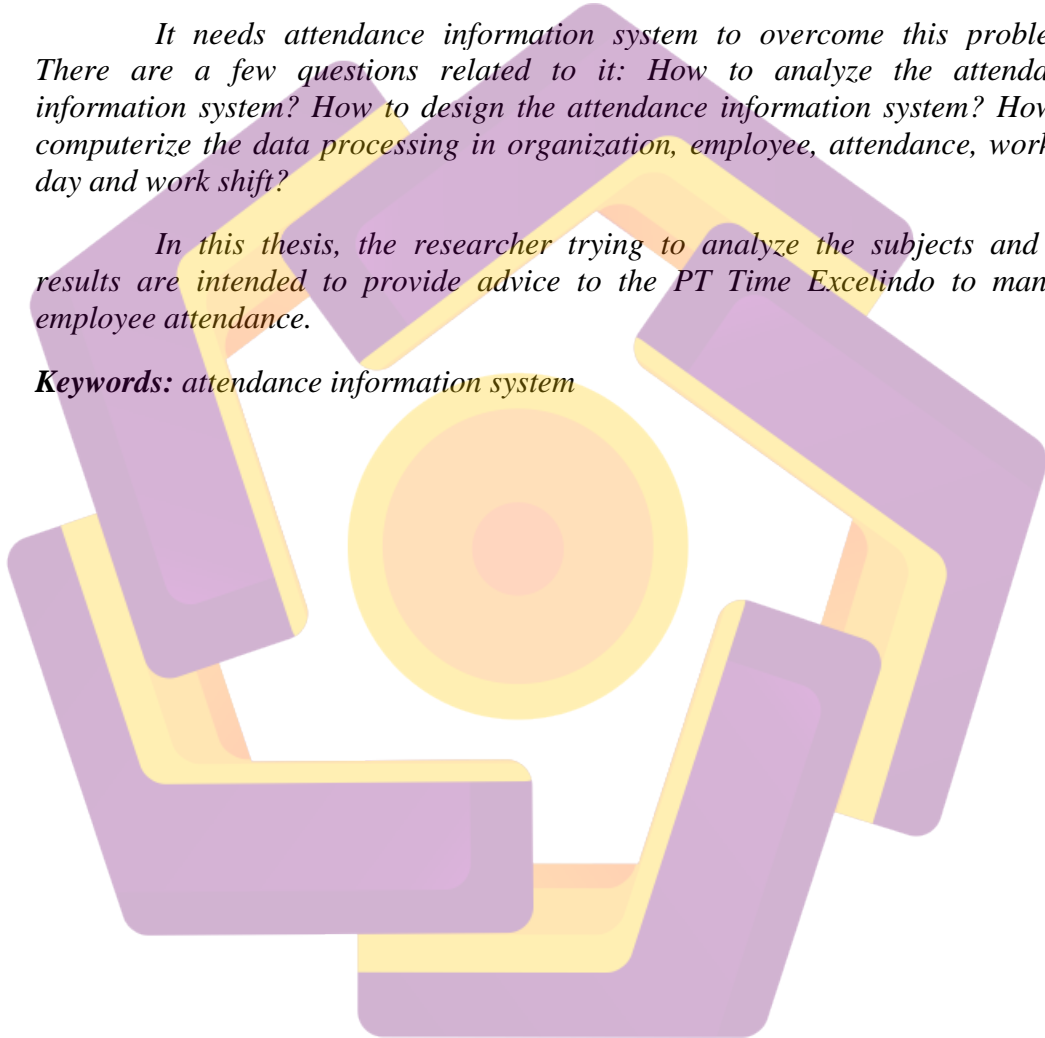 It needs attendance information system to overcome this proble
There are a few questions related to it: How to analyze the attenda
information system? How to design the attendance information system? How
computerize the data processing in organization, employee, attendance, work
day and work shift?
In this thesis, the researcher trying to analyze the subjects and
results are intended to provide advice to the PT Time Excelindo to man
employee attendance.
Keywords: attendance information system